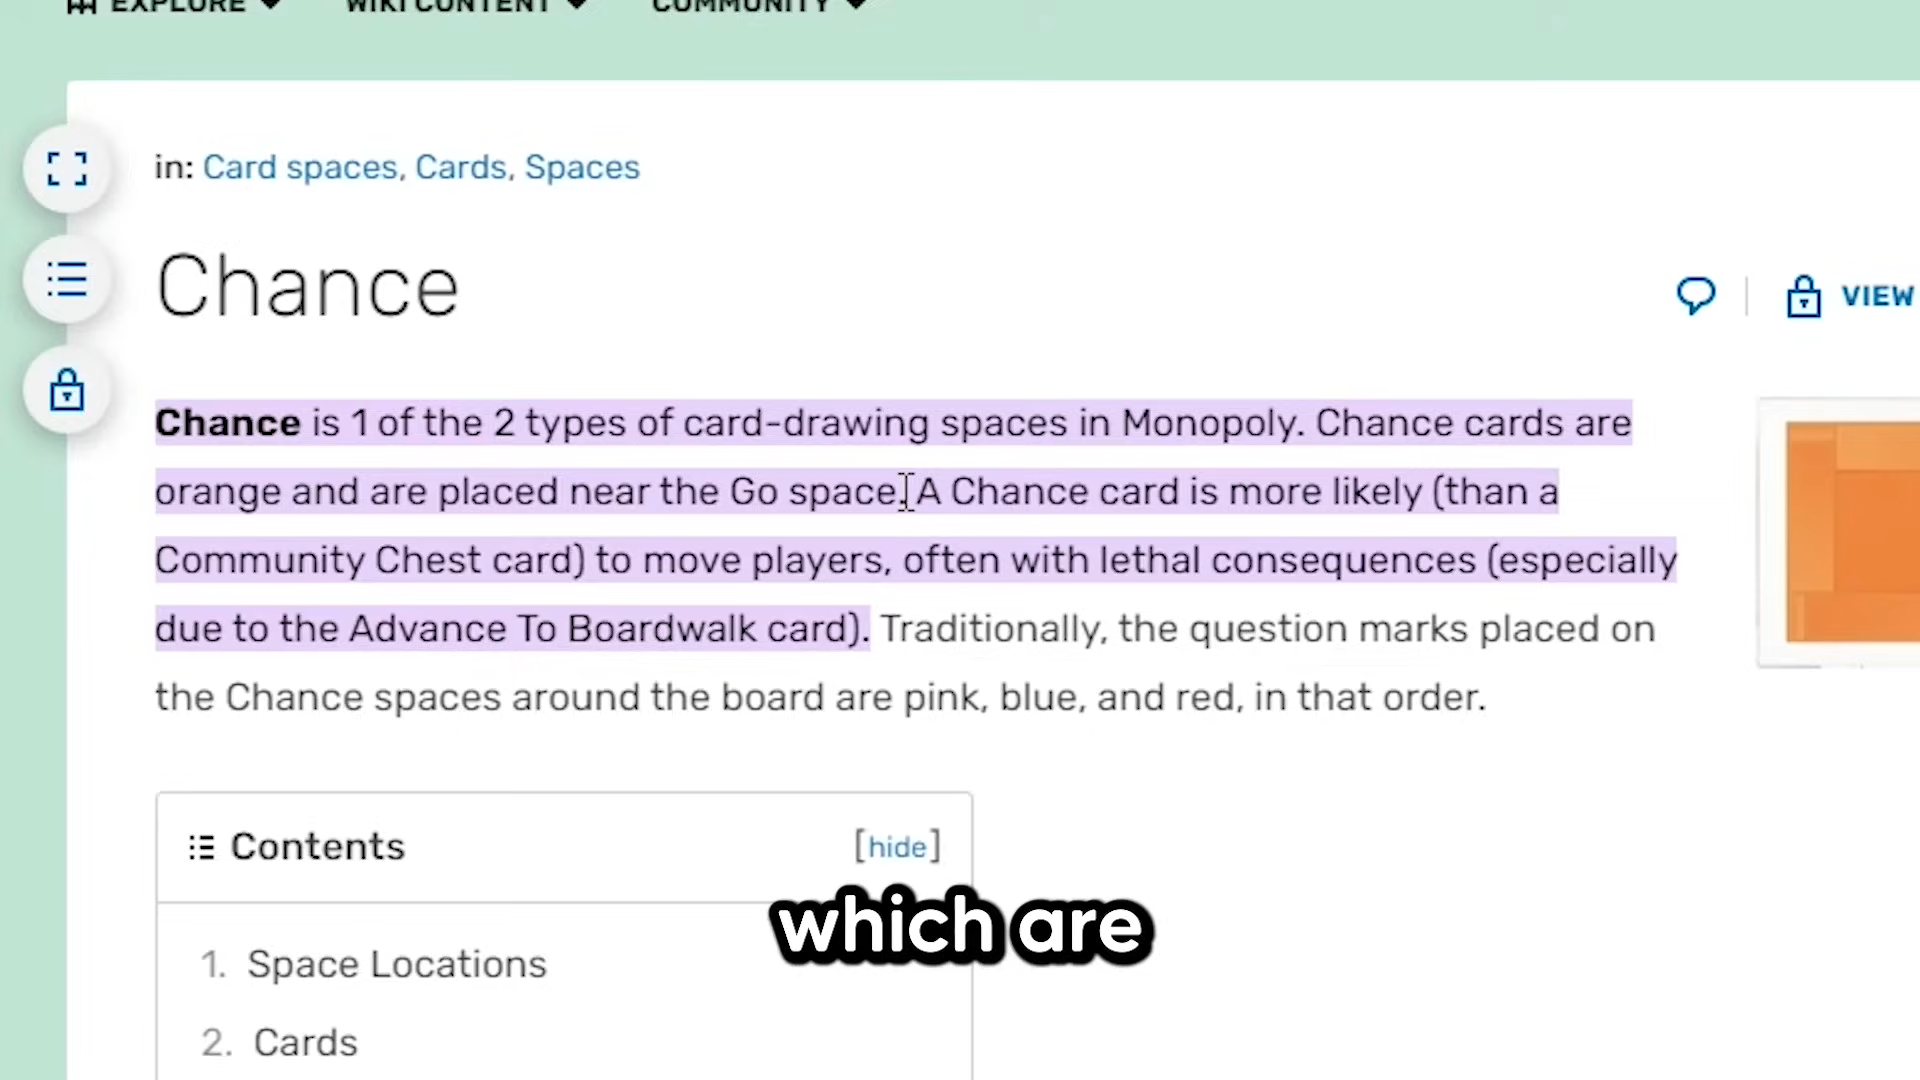 EXPLORE WIKI CONTENT COMMUNITY
in: Card spaces, Cards, Spaces
Chance
VIEW
Chance is 1 of the 2 types of card-drawing spaces in Monopoly. Chance cards are
orange and are placed near the Go space. A Chance card is more likely (than a
Community Chest card) to move players, often with lethal consequences (especially
due to the Advance To Boardwalk card). Traditionally, the question marks placed on
the Chance spaces around the board are pink, blue, and red, in that order.
Contents [hide]
which are
1. Space Locations
2. Cards